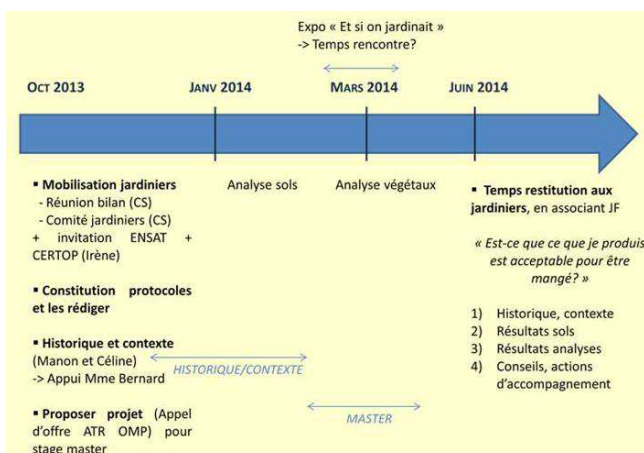 Expo « Et si on jardinait »
-> Temps rencontre?
OCT 2013
JANV 2014
MARS 2014
JUIN 2014
▪ Mobilisation jardiniers
- Réunion bilan (CS)
- Comité jardiniers (CS)
+ invitation ENSAT +
CERTOP (Irène)
▪ Constitution protocoles
et les rédiger
▪ Historique et contexte
(Manon et Céline)
-> Appui Mme Bernard
▪ Proposer projet (Appel
d'offre ATR OMP) pour
stage master
Analyse sols
HISTORIQUE/CONTEXTE
Analyse végétaux
MASTER
▪ Temps restitution aux
jardiniers, en associant JF
« Est-ce que ce que je produis
est acceptable pour être
mangé? »
1) Historique, contexte
2) Résultats sols
3) Résultats analyses
4) Conseils, actions
d'accompagnement